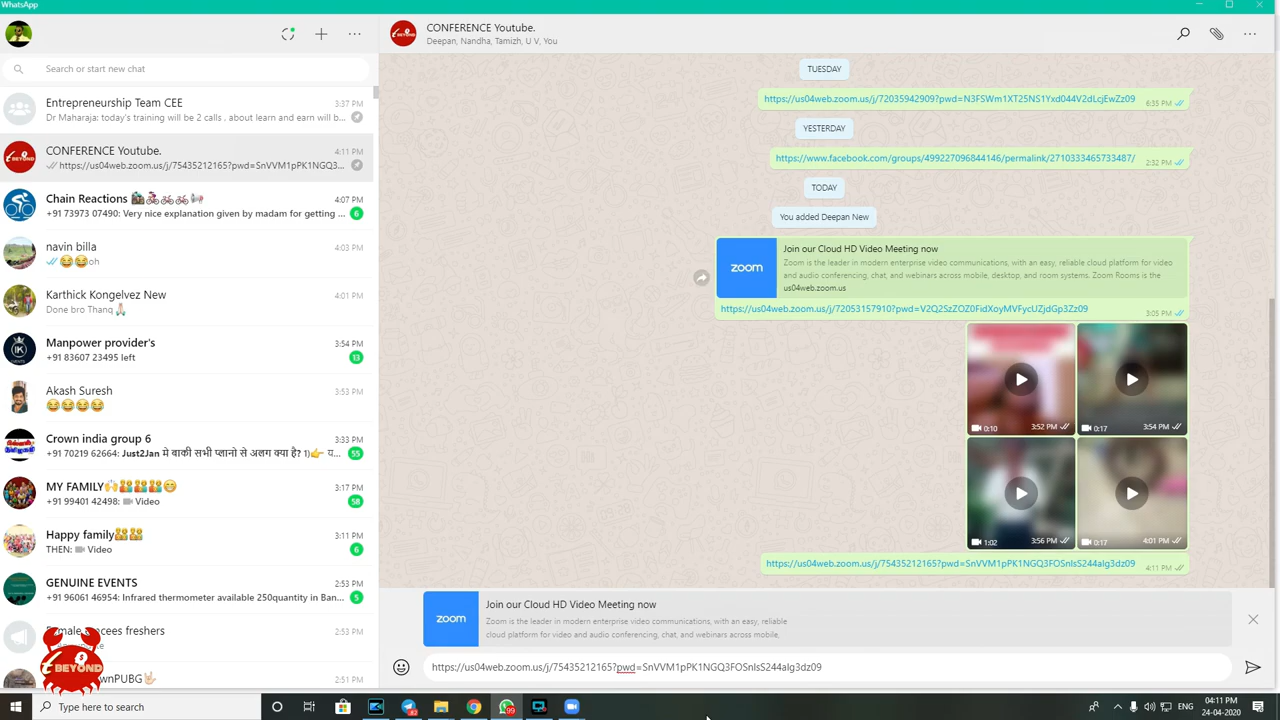 WhatsApp
Search or start new chat
Entrepreneurship Team CEE
3:37 PM
Dr Maharaja: today's training will be 2 calls . about learn and earn will b...
CONFERENCE Youtube.
4:11 PM
https://us04web.zoom.us/j/75435212165?pwd=SnVVM1pPK1NGQ3...
Chain Reactions
4:07 PM
+91 73973 07490: Very nice explanation given by madam for getting ...
6
navin billa
4:03 PM
😂😂oh
Karthick Kongelvez New
4:01 PM
Done bro Thanq 🙏
Manpower provider's
3:54 PM
+91 83607 23495 left
13
Akash Suresh
3:53 PM
😂😂😂😂
Crown india group 6
3:33 PM
+91 70219 62664: Just2Jan मे बाकी सभी प्लानो से अलग क्या है? 1)👉 य...
55
MY FAMILY
3:17 PM
+91 99401 42498: Video
58
Happy family
3:11 PM
THEN: Video
6
GENUINE EVENTS
2:53 PM
+91 96061 46954: Infrared thermometer available 250quantity in Ban...
5
freshers
2:53 PM
wnPUBG
2:51 PM
BEYOND
CONFERENCE Youtube.
Deepan, Nandha, Tamizh, U V, You
TUESDAY
https://us04web.zoom.us/j/72035942909?pwd=N3FSWm1XT25NS1Yxd044V2dLcjEwZz09
6:35 PM
YESTERDAY
https://www.facebook.com/groups/499227096844146/permalink/2710333465733487/
2:32 PM
TODAY
You added Deepan New
zoom
Join our Cloud HD Video Meeting now
Zoom is the leader in modern enterprise video communications, with an easy, reliable cloud platform for video
and audio conferencing, chat, and webinars across mobile, desktop, and room systems. Zoom Rooms is the
us04web.zoom.us
https://us04web.zoom.us/j/72053157910?pwd=V2Q2SzZOZ0FidXoyMVFycUZjdGp3Zz09
3:05 PM
0:10
3:52 PM
0:17
3:54 PM
1:02
3:56 PM
0:17
4:01 PM
https://us04web.zoom.us/j/75435212165?pwd=SnVVM1pPK1NGQ3FOSnlsS244alg3dz09
4:11 PM
zoom
Join our Cloud HD Video Meeting now
Zoom is the leader in modern enterprise video communications, with an easy, reliable
cloud platform for video and audio conferencing, chat, and webinars across mobile,
https://us04web.zoom.us/j/75435212165?pwd=SnVVM1pPK1NGQ3FOSnlsS244alg3dz09
Type here to search
82
99
ENG
04:11 PM
24-04-2020